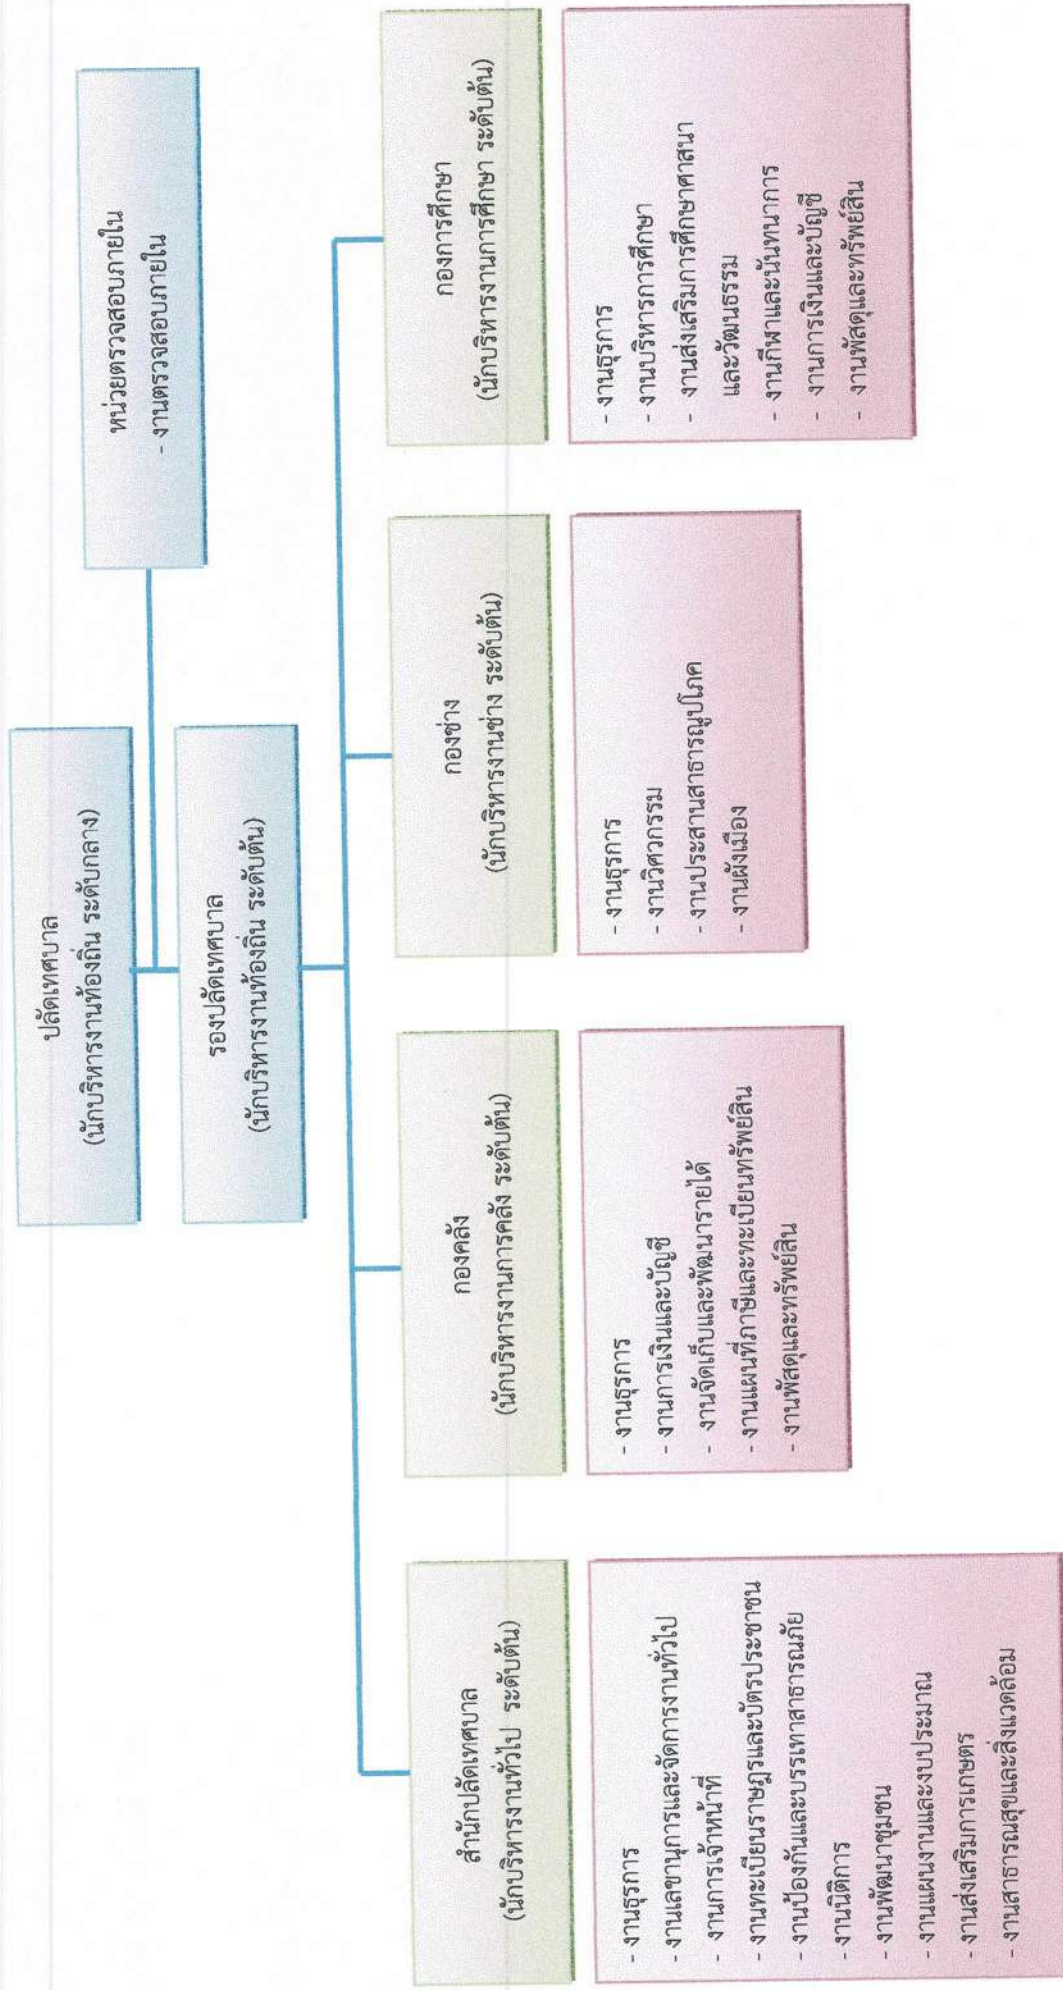 ปลัดเทศบาล
(นักบริหารงานท้องถิ่น ระดับกลาง)
หน่วยตรวจสอบภายใน
- งานตรวจสอบภายใน
รองปลัดเทศบาล
(นักบริหารงานท้องถิ่น ระดับต้น)
สำนักปลัดเทศบาล
(นักบริหารงานทั่วไป ระดับต้น)
- งานธุรการ
- งานเลขานุการและจัดการงานทั่วไป
- งานการเจ้าหน้าที่
- งานทะเบียนราษฎรและบัตรประชาชน
- งานป้องกันและบรรเทาสาธารณภัย
- งานนิติการ
- งานพัฒนาชุมชน
- งานแผนงานและงบประมาณ
- งานส่งเสริมการเกษตร
- งานสาธารณสุขและสิ่งแวดล้อม
กองคลัง
(นักบริหารงานการคลัง ระดับต้น)
- งานธุรการ
- งานการเงินและบัญชี
- งานจัดเก็บและพัฒนารายได้
- งานแผนที่ภาษีและทะเบียนทรัพย์สิน
- งานพัสดุและทรัพย์สิน
กองช่าง
(นักบริหารงานช่าง ระดับต้น)
- งานธุรการ
- งานวิศวกรรม
- งานประสานสาธารณูปโภค
- งานผังเมือง
กองการศึกษา
(นักบริหารงานการศึกษา ระดับต้น)
- งานธุรการ
- งานบริหารการศึกษา
- งานส่งเสริมการศึกษาศาสนา
และวัฒนธรรม
- งานกีฬาและนันทนาการ
- งานการเงินและบัญชี
- งานพัสดุและทรัพย์สิน